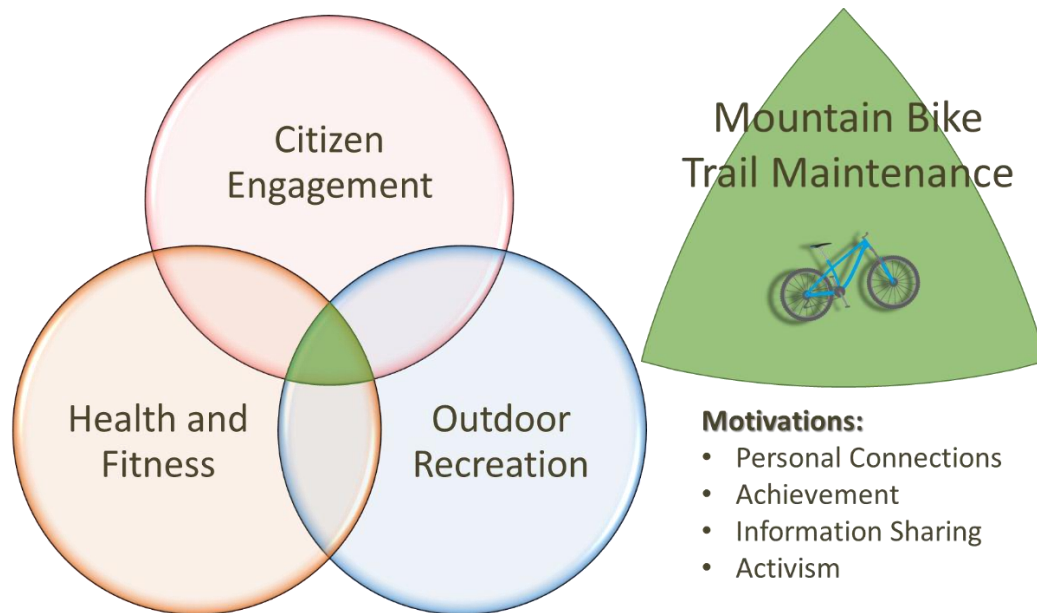 Citizen
Engagement
Health and
Fitness
Outdoor
Recreation
Mountain Bike
Trail Maintenance
Motivations:
• Personal Connections
• Achievement
• Information Sharing
• Activism